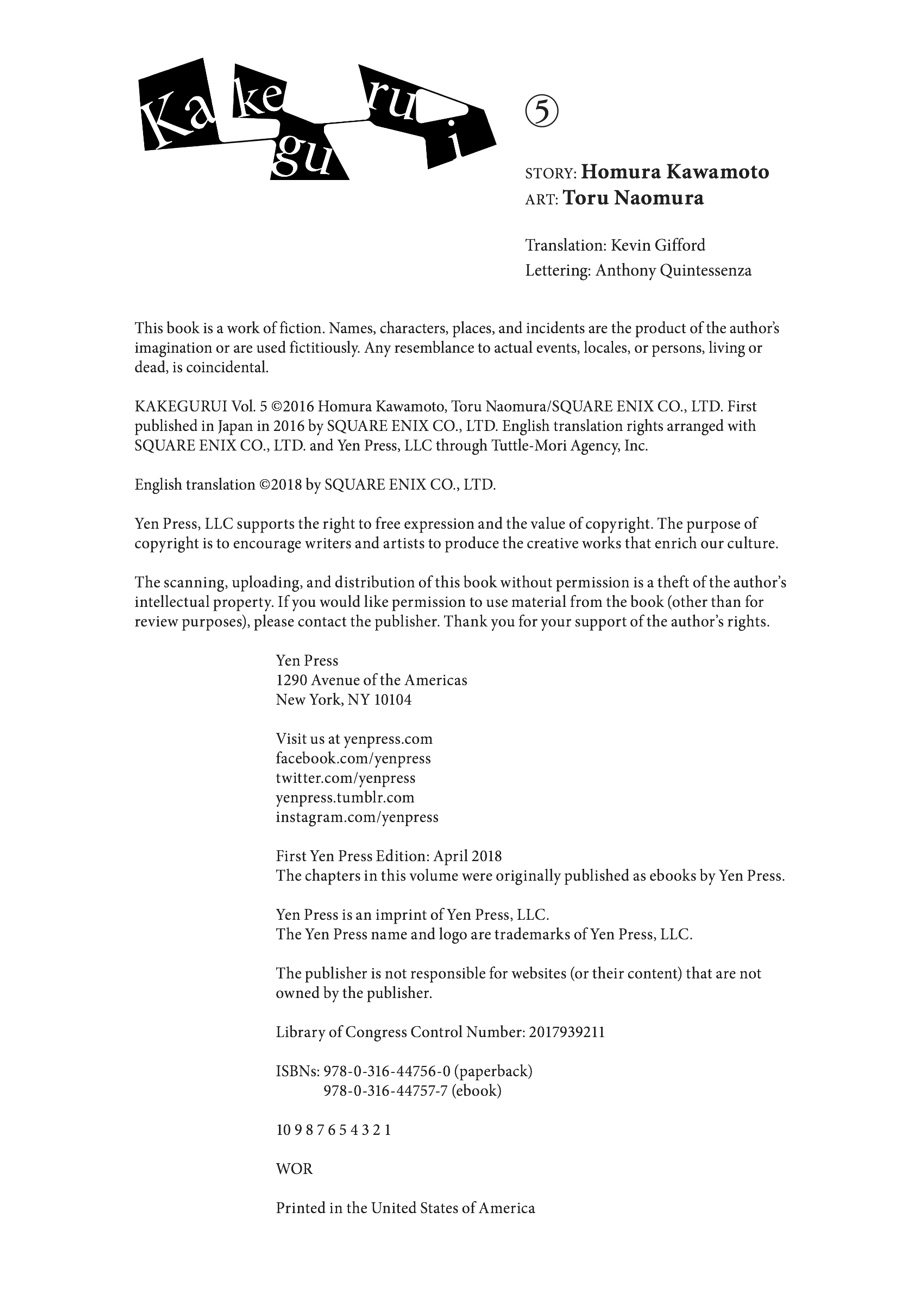 Kakegurui
⑤
STORY: Homura Kawamoto
ART: Toru Naomura
Translation: Kevin Gifford
Lettering: Anthony Quintessenza
This book is a work of fiction. Names, characters, places, and incidents are the product of the author’s
imagination or are used fictitiously. Any resemblance to actual events, locales, or persons, living or
dead, is coincidental.
KAKEGURUI Vol. 5 ©2016 Homura Kawamoto, Toru Naomura/SQUARE ENIX CO., LTD. First
published in Japan in 2016 by SQUARE ENIX CO., LTD. English translation rights arranged with
SQUARE ENIX CO., LTD. and Yen Press, LLC through Tuttle-Mori Agency, Inc.
English translation ©2018 by SQUARE ENIX CO., LTD.
Yen Press, LLC supports the right to free expression and the value of copyright. The purpose of
copyright is to encourage writers and artists to produce the creative works that enrich our culture.
The scanning, uploading, and distribution of this book without permission is a theft of the author’s
intellectual property. If you would like permission to use material from the book (other than for
review purposes), please contact the publisher. Thank you for your support of the author’s rights.
Yen Press
1290 Avenue of the Americas
New York, NY 10104
Visit us at yenpress.com
facebook.com/yenpress
twitter.com/yenpress
yenpress.tumblr.com
instagram.com/yenpress
First Yen Press Edition: April 2018
The chapters in this volume were originally published as ebooks by Yen Press.
Yen Press is an imprint of Yen Press, LLC.
The Yen Press name and logo are trademarks of Yen Press, LLC.
The publisher is not responsible for websites (or their content) that are not
owned by the publisher.
Library of Congress Control Number: 2017939211
ISBNs: 978-0-316-44756-0 (paperback)
978-0-316-44757-7 (ebook)
10 9 8 7 6 5 4 3 2 1
WOR
Printed in the United States of America